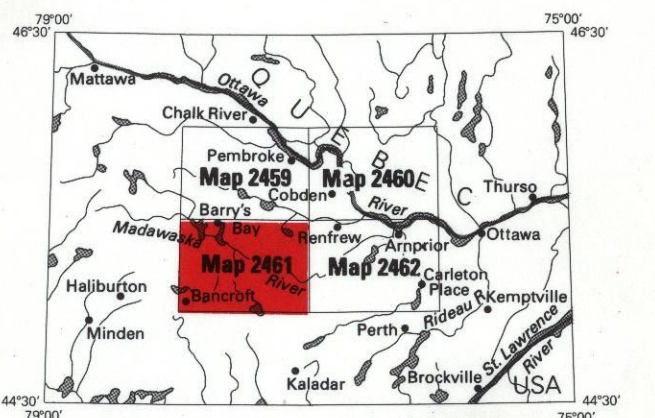 79°00'
75°00'
46°30'
46°30'
Mattawa
Ottawa
QUÉBEC
Chalk River
Pembroke
Map 2459
Map 2460
Cobden
Thurso
River
Barry's
Bay
Madawaska
Renfrew
Arnprior
Ottawa
Map 2461
Map 2462
River
Haliburton
Bancroft
Carleton
Place
Rideau R.
Kemptville
Minden
Perth
St. Lawrence
River
Kaladar
Brockville
USA
44°30'
44°30'
79°00'
75°00'